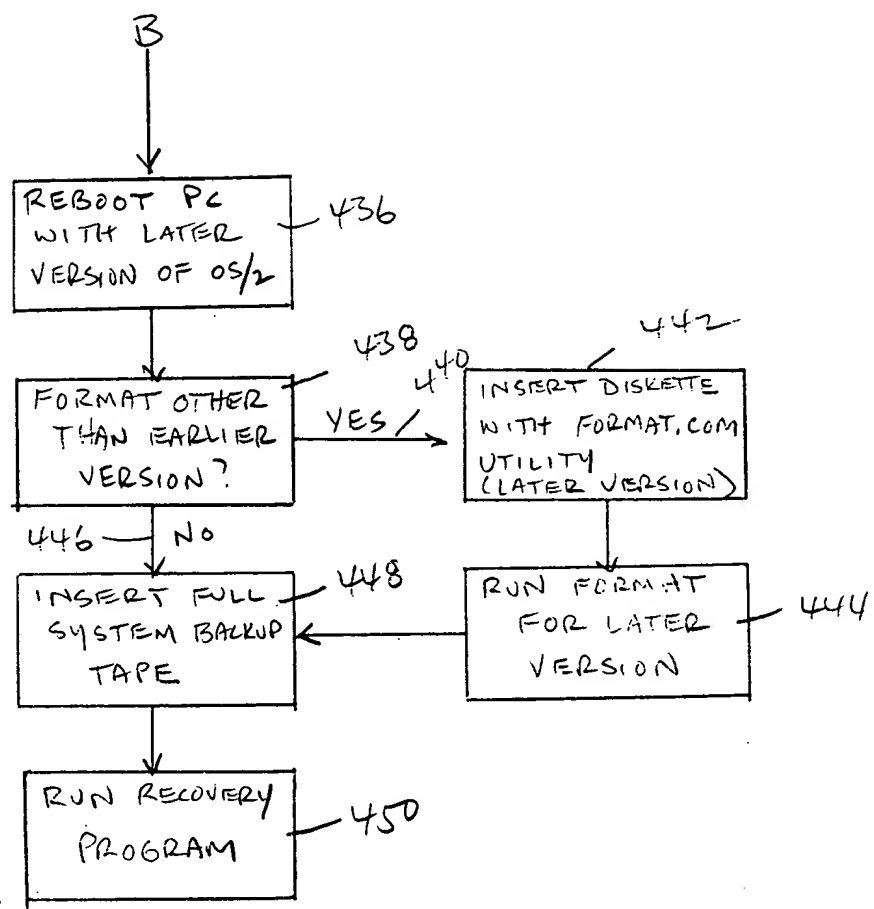 B
REBOOT PC
WITH LATER
VERSION OF OS/2
436
FORMAT OTHER
THAN EARLIER
VERSION?
438
YES
440
442
INSERT DISKETTE
WITH FORMAT.COM
UTILITY
(LATER VERSION)
446
NO
RUN FORMAT
FOR LATER
VERSION
444
INSERT FULL
SYSTEM BACKUP
TAPE
448
RUN RECOVERY
PROGRAM
450